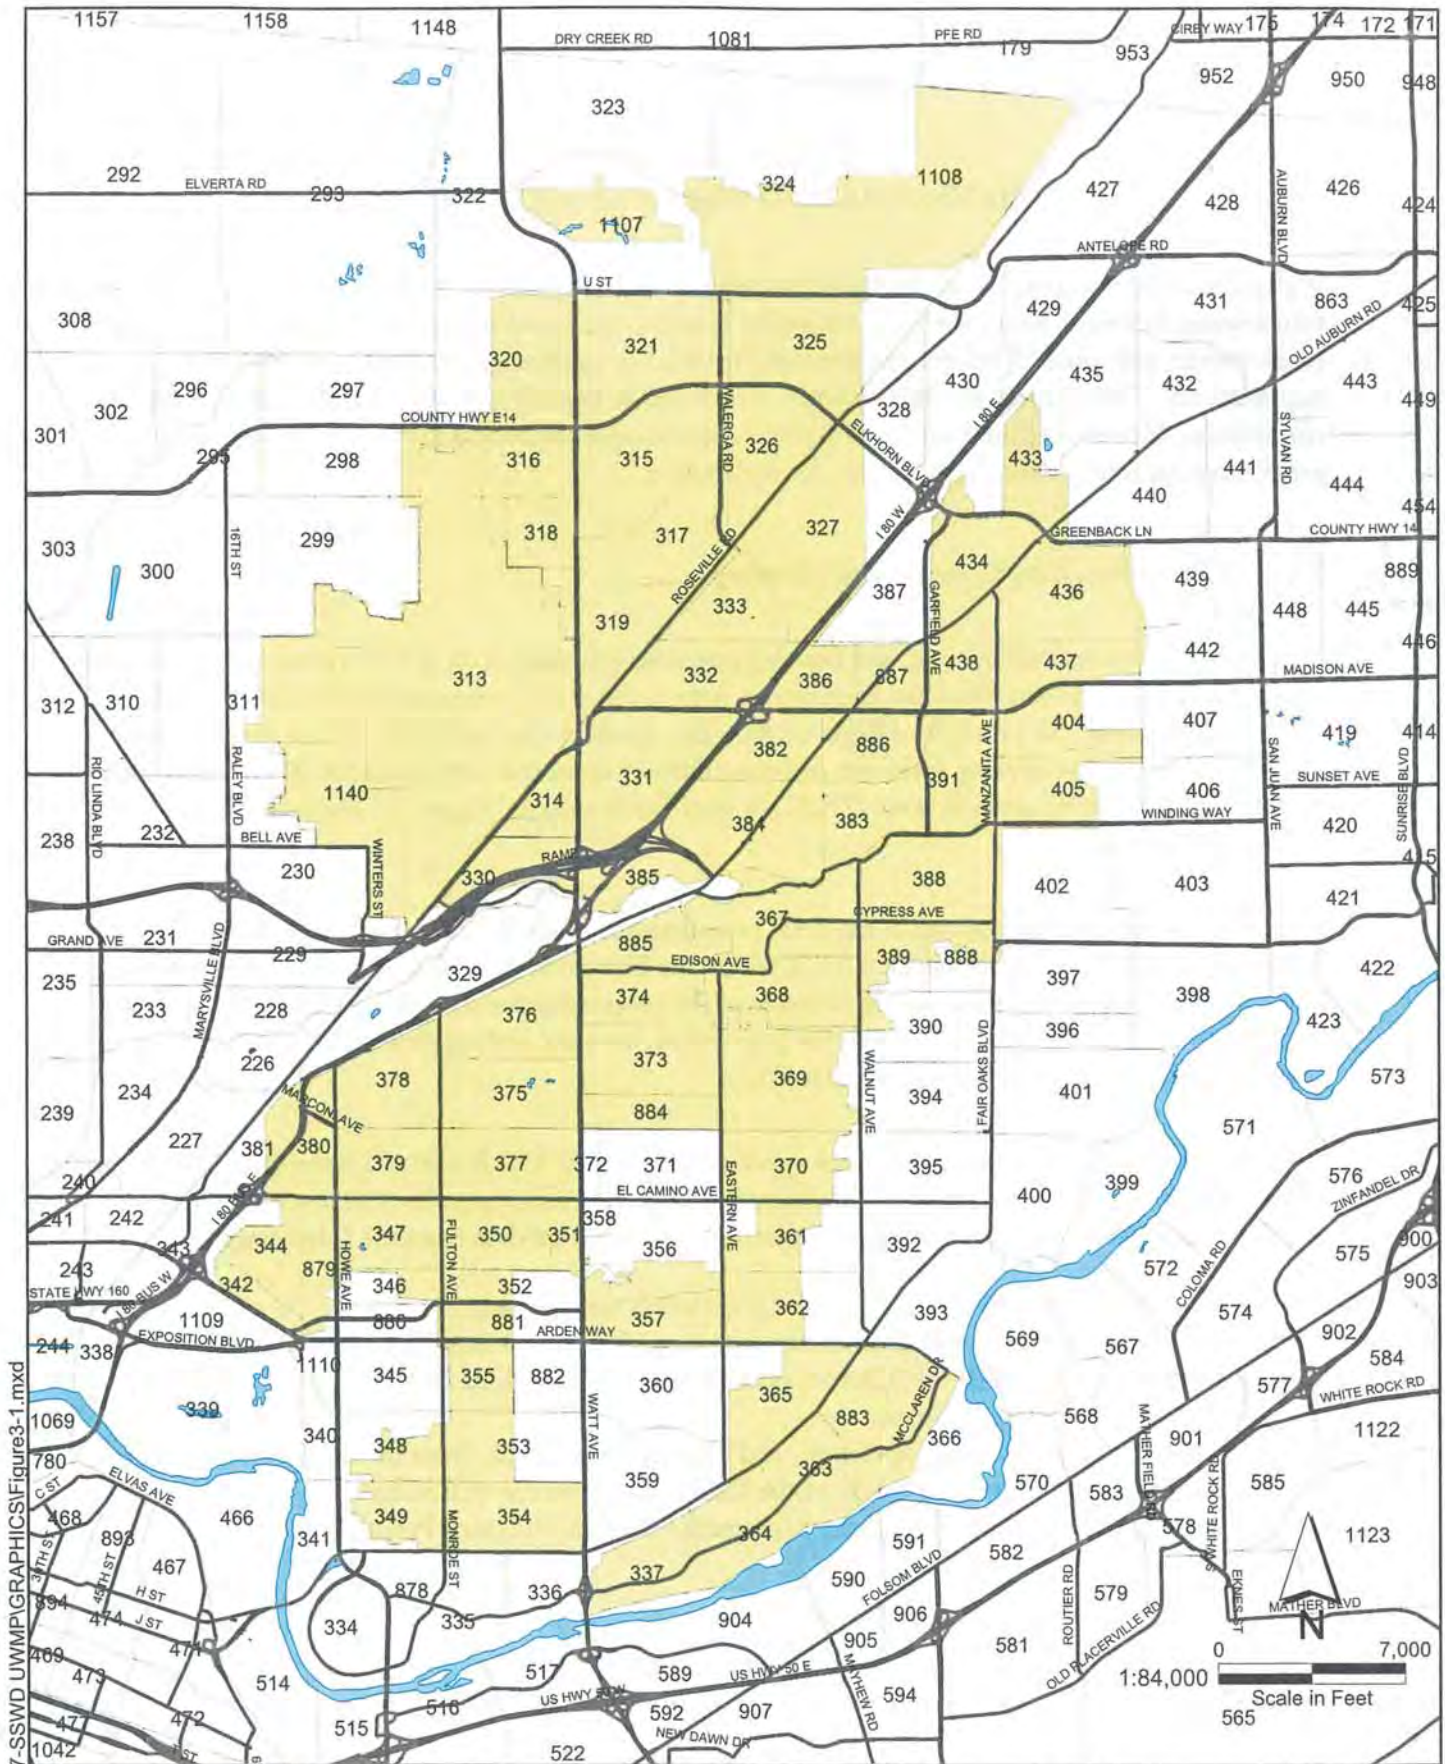 1157 1158 1148 1081 179 175 174 172 171
DRY CREEK RD PFE RD CIRBY WAY
953 952 950 948
323
292 ELVERTA RD 293 322 324 1108 427 428 AUBURN BLVD 426 424
1107
ANTELOPE RD
U ST
308 320 321 325 429 431 863 425
OLD AUBURN RD
296 297 328 430 435 432 443
302 COUNTY HWY E14 WALERGA RD I 80 E 449
301 ELKHORN BLVD SYLVAN RD
295 298 316 315 326 433 441
440 444 454
303 299 318 317 327 I 80 W GREENBACK LN COUNTY HWY 14
300 16TH ST 434 439 889
ROSEVILLE RD 387 GARFIELD AVE 436
319 333 448 445
446
442
313 332 386 887 438 437 MADISON AVE
312 310 311
404 407 419 414
382 886 MANZANITA AVE SAN JUAN AVE
RIO LINDA BLVD RALEY BLVD 1140 314 331 391 405 406 SUNSET AVE SUNRISE BLVD
WINDING WAY
238 232 BELL AVE 384 383 420
WINTERS ST RAMP 415
230 330 385 388 402 403 421
231 367 CYPRESS AVE
GRAND AVE MARYSVILLE BLVD 229 885
EDISON AVE 389 888
235 329 374 368 397 398 422
233 228 376 390 396 423
226 373 WALNUT AVE FAIR OAKS BLVD
378 375 369 573
239 234 MARCONI AVE 884 394 401
227 381 380 571
379 377 372 371 370 395
240 EASTERN AVE EL CAMINO AVE 400 399 576 ZINFANDEL DR
241 242 I 80 BUS E 358
343 344 HOWE AVE 347 FULTON AVE 350 351 356 361 392 575 900
243 879 572 COLOMA RD
STATE HWY 160 342 346 352 903
I 80 BUS W 1109 880 881 357 362 393 574
EXPOSITION BLVD ARDEN WAY 569 567 902
244 338 1110 584
345 355 882 360 365 MCCLAREN DR 577 WHITE ROCK RD
1069 339 883
340 348 353 WATT AVE 366 568 MATHER FIELD RD 901 1122
780 363
C ST ELVAS AVE 359 570 583 S WHITE ROCK RD 585
468 466 349 354 364 578
893 341 591 1123
39TH ST 467 MONROE ST 337 582
45TH ST 590 FOLSOM BLVD 579
H ST 878 336 ROUTIER RD EKNES ST
894 474 J ST 334 335 904 906 MATHER BLVD
N
471 905 581 OLD PLACERVILLE RD
469 0 7,000
473 514 517 589 US HWY 50 E MAYHEW RD 1:84,000
Scale in Feet
516 US HWY 50 W 594
472 515 592 907 565
1042 T ST 522 NEW DAWN DR
7-SSWD UWMP\GRAPHICS\Figure3-1.mxd